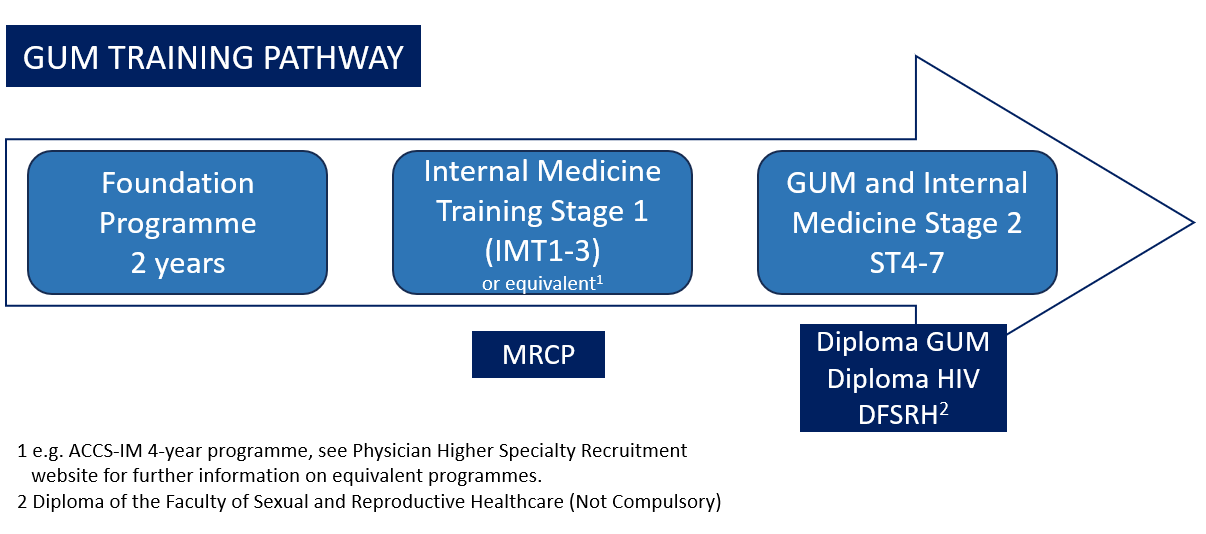 GUM TRAINING PATHWAY
Foundation
Programme
2 years
Internal Medicine
Training Stage 1
(IMT1-3)
or equivalent¹
GUM and Internal
Medicine Stage 2
ST4-7
MRCP
Diploma GUM
Diploma HIV
DFSRH²
1 e.g. ACCS-IM 4-year programme, see Physician Higher Specialty Recruitment
website for further information on equivalent programmes.
2 Diploma of the Faculty of Sexual and Reproductive Healthcare (Not Compulsory)